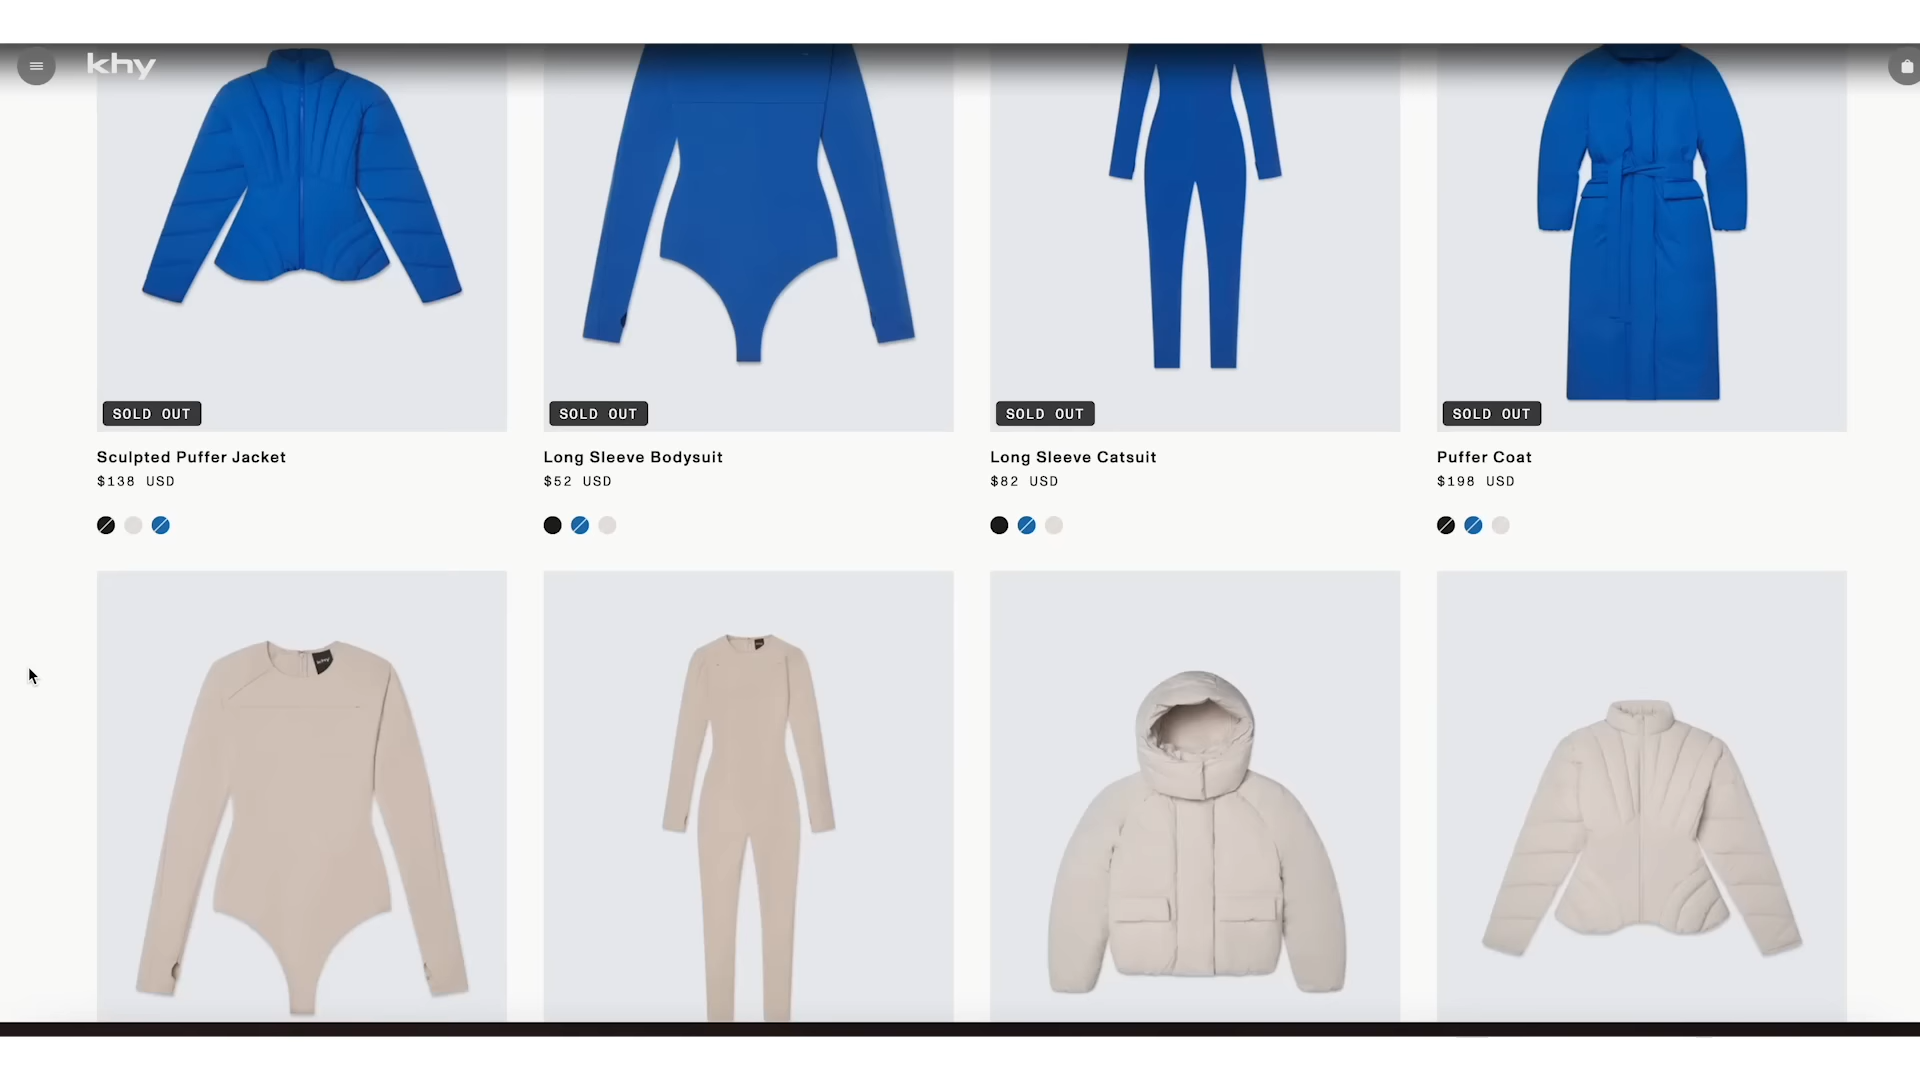 khy
SOLD OUT
SOLD OUT
SOLD OUT
SOLD OUT
Sculpted Puffer Jacket
$138 USD
Long Sleeve Bodysuit
$52 USD
Long Sleeve Catsuit
$82 USD
Puffer Coat
$198 USD
khy